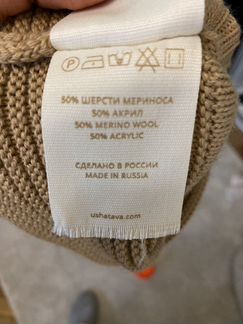 50% ШЕРСТИ МЕРИНОСА
50% АКРИЛ
50% MERINO WOOL
50% ACRYLIC
СДЕЛАНО В РОССИИ
MADE IN RUSSIA
ushatava.com